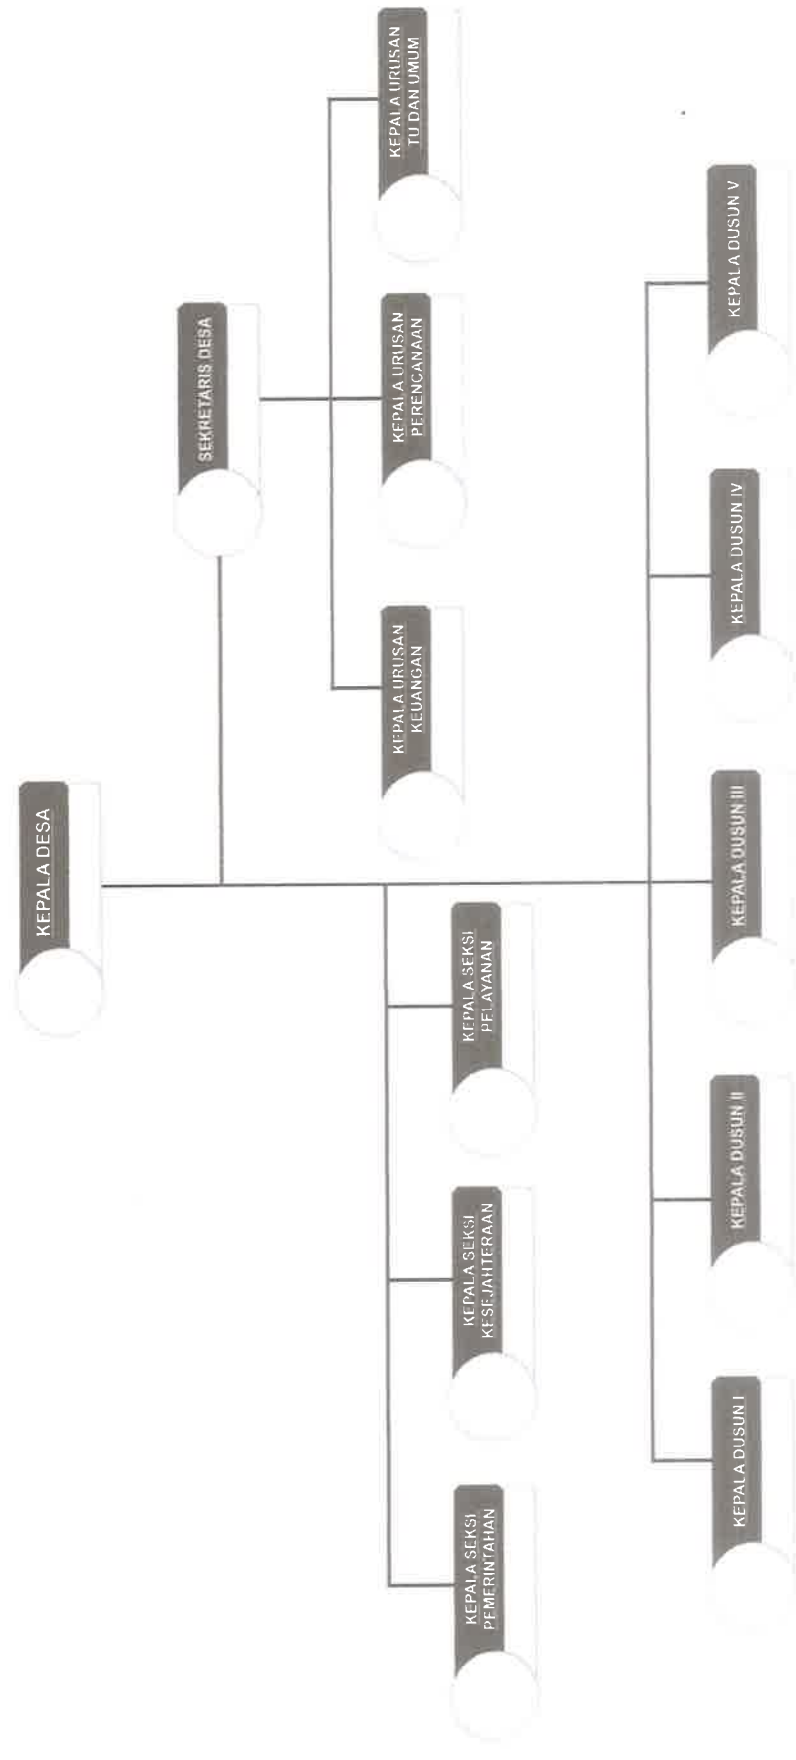 KEPALA DESA
SEKRETARIS DESA
KEPALA URUSAN
KEUANGAN
KEPALA URUSAN
PERENCANAAN
KEPALA URUSAN
TU DAN UMUM
KEPALA SEKSI
PEMERINTAHAN
KEPALA SEKSI
KESEJAHTERAAN
KEPALA SEKSI
PELAYANAN
KEPALA DUSUN I
KEPALA DUSUN II
KEPALA DUSUN III
KEPALA DUSUN IV
KEPALA DUSUN V